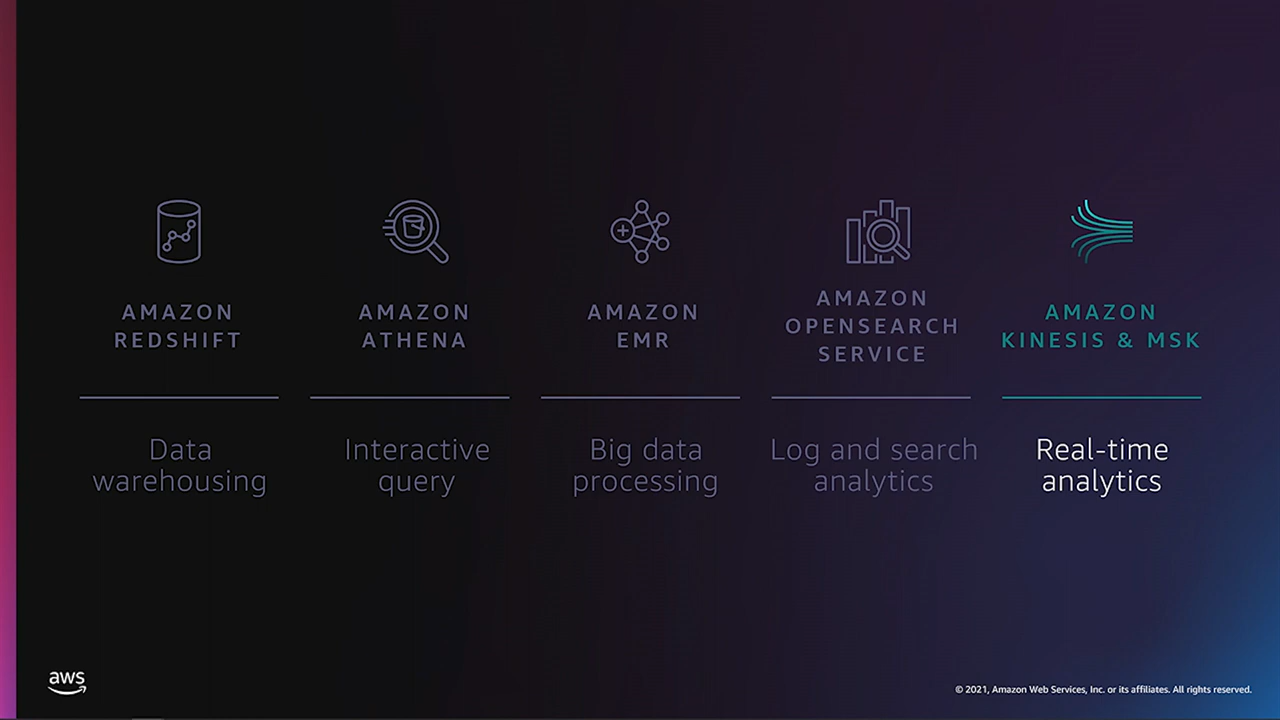 AMAZON
REDSHIFT
AMAZON
ATHENA
AMAZON
EMR
AMAZON
OPENSEARCH
SERVICE
AMAZON
KINESIS & MSK
Data
warehousing
Interactive
query
Big data
processing
Log and search
analytics
Real-time
analytics
aws
© 2021, Amazon Web Services, Inc. or its affiliates. All rights reserved.